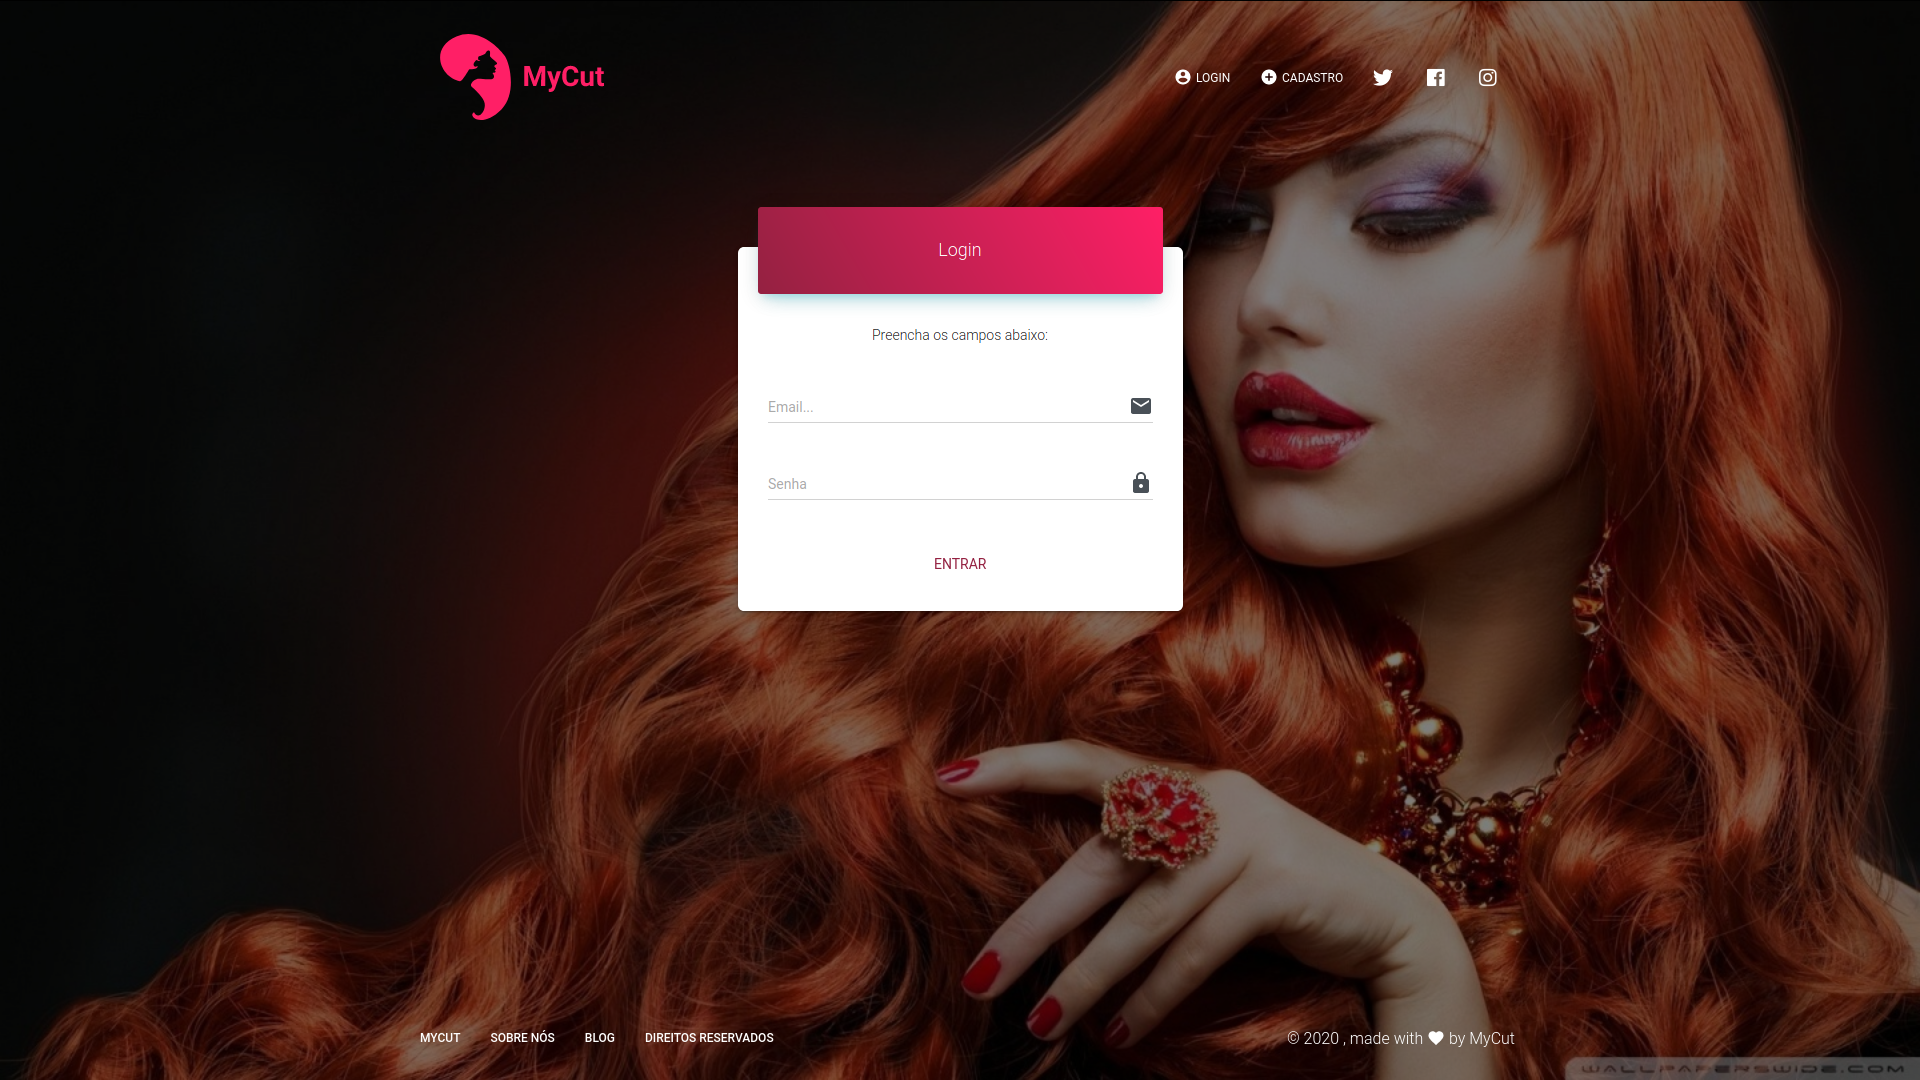 MyCut
LOGIN
CADASTRO
Login
Preencha os campos abaixo:
Email...
Senha
ENTRAR
MYCUT
SOBRE NÓS
BLOG
DIREITOS RESERVADOS
© 2020 , made with by MyCut
WALLPAPERSWIDE.COM